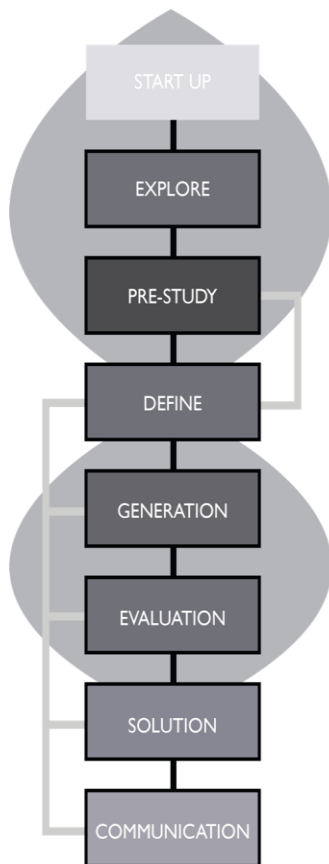 START UP
EXPLORE
PRE-STUDY
DEFINE
GENERATION
EVALUATION
SOLUTION
COMMUNICATION